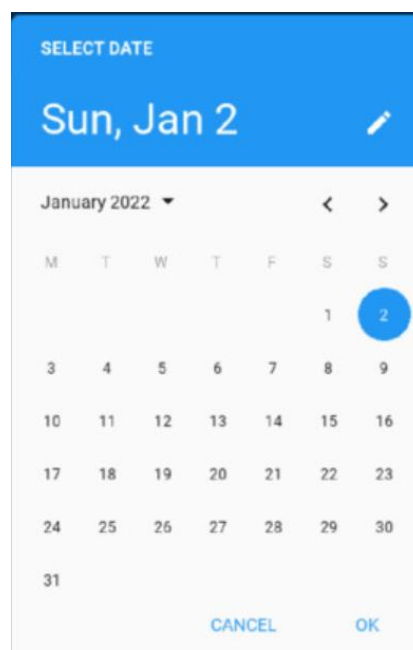 SELECT DATE
Sun, Jan 2
January 2022
M T W T F S S
1 2
3 4 5 6 7 8 9
10 11 12 13 14 15 16
17 18 19 20 21 22 23
24 25 26 27 28 29 30
31
CANCEL OK